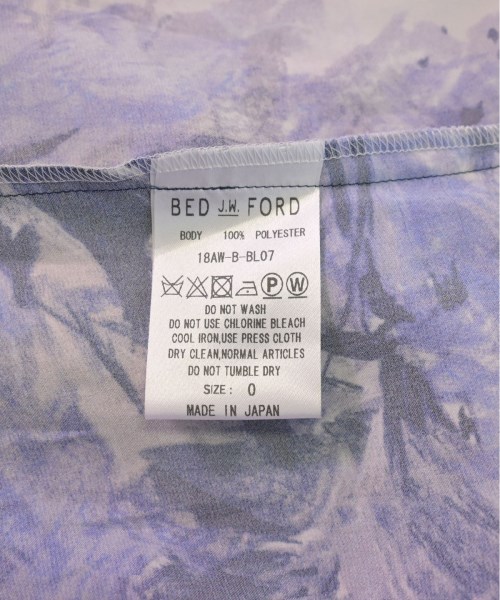 BED J.W. FORD
BODY 100% POLYESTER
18AW-B-BL07
P W
DO NOT WASH
DO NOT USE CHLORINE BLEACH
COOL IRON,USE PRESS CLOTH
DRY CLEAN,NORMAL ARTICLES
DO NOT TUMBLE DRY
SIZE: 0
MADE IN JAPAN